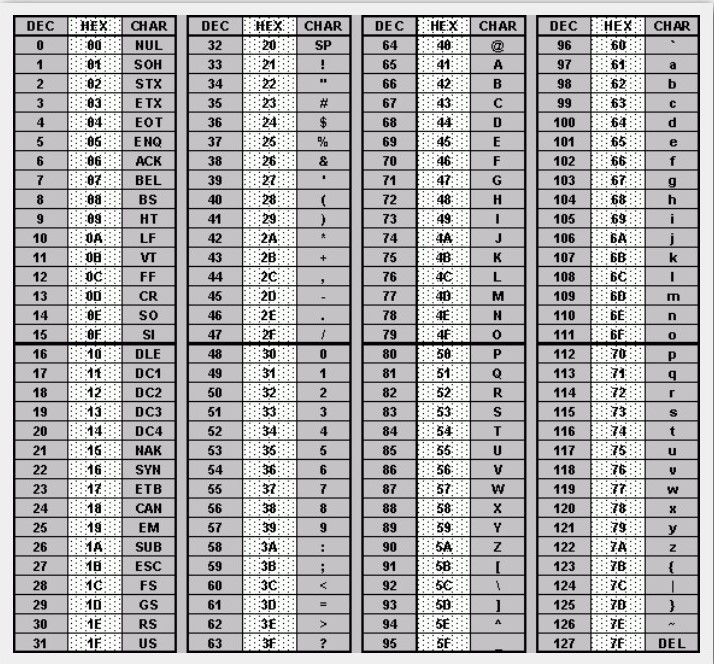 DEC HEX CHAR DEC HEX CHAR DEC HEX CHAR DEC HEX CHAR
0 00 NUL 32 20 SP 64 40 @ 96 60 `
1 01 SOH 33 21 ! 65 41 A 97 61 a
2 02 STX 34 22 " 66 42 B 98 62 b
3 03 ETX 35 23 # 67 43 C 99 63 c
4 04 EOT 36 24 $ 68 44 D 100 64 d
5 05 ENQ 37 25 % 69 45 E 101 65 e
6 06 ACK 38 26 & 70 46 F 102 66 f
7 07 BEL 39 27 ' 71 47 G 103 67 g
8 08 BS 40 28 ( 72 48 H 104 68 h
9 09 HT 41 29 ) 73 49 I 105 69 i
10 0A LF 42 2A * 74 4A J 106 6A j
11 0B VT 43 2B + 75 4B K 107 6B k
12 0C FF 44 2C , 76 4C L 108 6C l
13 0D CR 45 2D - 77 4D M 109 6D m
14 0E SO 46 2E . 78 4E N 110 6E n
15 0F SI 47 2F / 79 4F O 111 6F o
16 10 DLE 48 30 0 80 50 P 112 70 p
17 11 DC1 49 31 1 81 51 Q 113 71 q
18 12 DC2 50 32 2 82 52 R 114 72 r
19 13 DC3 51 33 3 83 53 S 115 73 s
20 14 DC4 52 34 4 84 54 T 116 74 t
21 15 NAK 53 35 5 85 55 U 117 75 u
22 16 SYN 54 36 6 86 56 V 118 76 v
23 17 ETB 55 37 7 87 57 W 119 77 w
24 18 CAN 56 38 8 88 58 X 120 78 x
25 19 EM 57 39 9 89 59 Y 121 79 y
26 1A SUB 58 3A : 90 5A Z 122 7A z
27 1B ESC 59 3B ; 91 5B [ 123 7B {
28 1C FS 60 3C < 92 5C \ 124 7C |
29 1D GS 61 3D = 93 5D ] 125 7D }
30 1E RS 62 3E > 94 5E ^ 126 7E ~
31 1F US 63 3F ? 95 5F _ 127 7F DEL